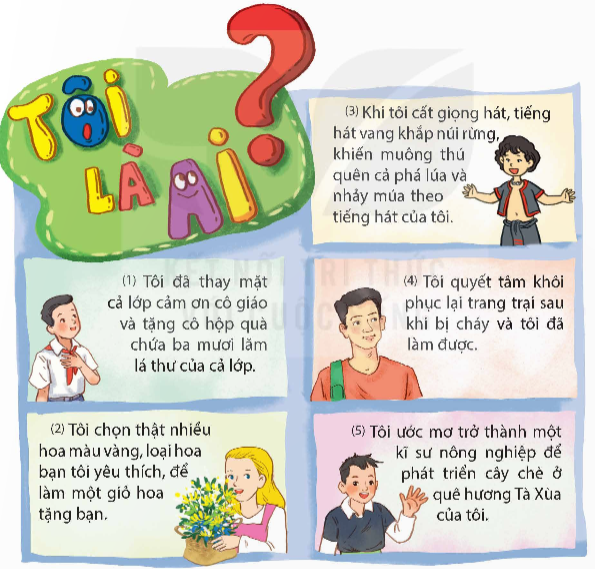 TÔi
LÀ Ai?
(1) Tôi đã thay mặt
cả lớp cảm ơn cô giáo
và tặng cô hộp quà
chứa ba mươi lăm
lá thư của cả lớp.
(2) Tôi chọn thật nhiều
hoa màu vàng, loại hoa
bạn tôi yêu thích, để
làm một giỏ hoa
tặng bạn.
(3) Khi tôi cất giọng hát, tiếng
hát vang khắp núi rừng,
khiến muông thú
quên cả phá lúa và
nhảy múa theo
tiếng hát của tôi.
(4) Tôi quyết tâm khôi
phục lại trang trại sau
khi bị cháy và tôi đã
làm được.
(5) Tôi ước mơ trở thành một
kĩ sư nông nghiệp để
phát triển cây chè ở
quê hương Tà Xùa
của tôi.
KẾT NỐI TRI THỨC